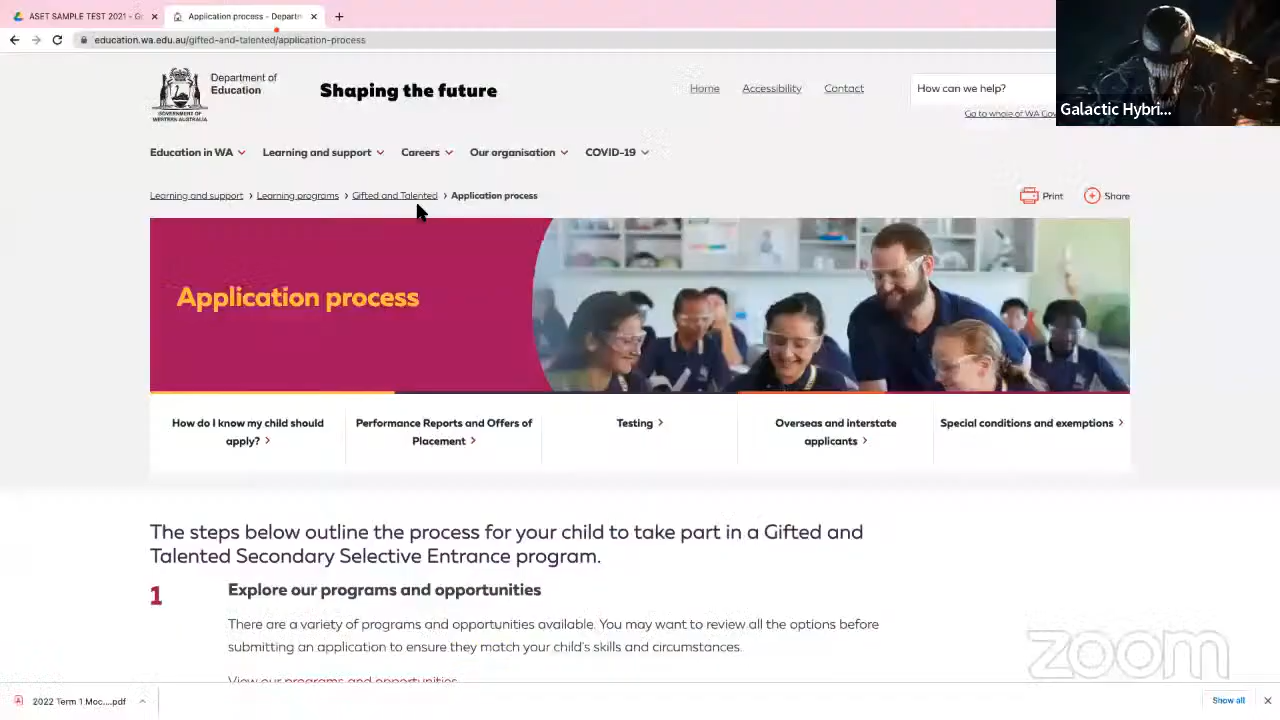 ASET SAMPLE TEST 2021 - G
Application process - Departm
education.wa.edu.au/gifted-and-talented/application-process
Galactic Hybri...
Department of
Education
GOVERNMENT OF
WESTERN AUSTRALIA
Shaping the future
Home
Accessibility
Contact
How can we help?
Go to whole of WA Gov
Education in WA
Learning and support
Careers
Our organisation
COVID-19
Learning and support › Learning programs › Gifted and Talented › Application process
Print
Share
Application process
How do I know my child should
apply? >
Performance Reports and Offers of
Placement >
Testing >
Overseas and interstate
applicants >
Special conditions and exemptions >
The steps below outline the process for your child to take part in a Gifted and
Talented Secondary Selective Entrance program.
1
Explore our programs and opportunities
There are a variety of programs and opportunities available. You may want to review all the options before
submitting an application to ensure they match your child's skills and circumstances.
View our programs and opportunities
zoom
2022 Term 1 Moc....pdf
Show all